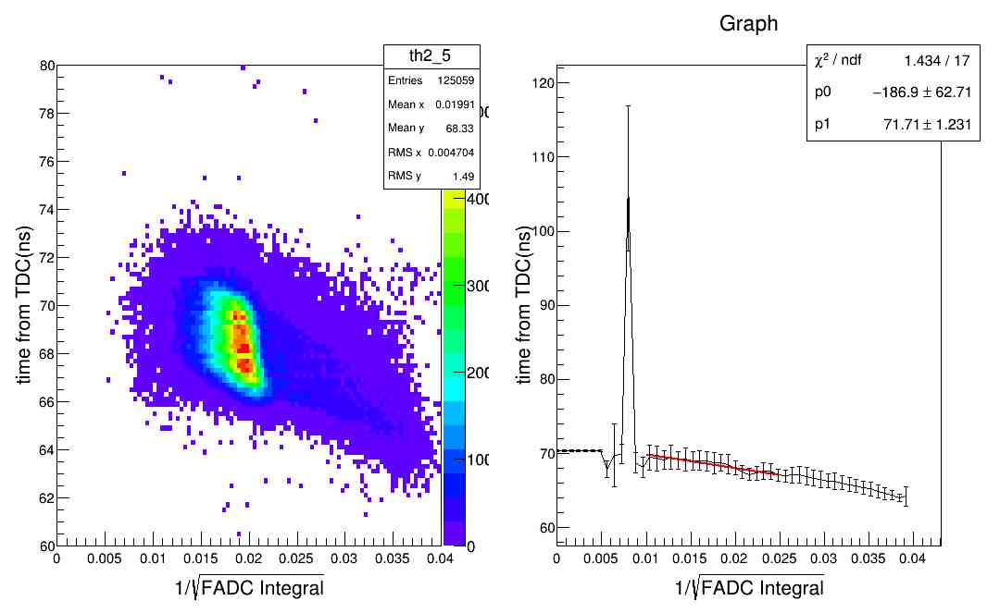 Graph
th2_5
Entries 125059
Mean x 0.01991
Mean y 68.33
RMS x 0.004704
RMS y 1.49
80
78
76
74
72
70
68
66
64
62
60
time from TDC(ns)
0 0.005 0.01 0.015 0.02 0.025 0.03 0.035 0.04
1/√FADC Integral
400
300
200
100
0
χ² / ndf 1.434 / 17
p0 −186.9 ± 62.71
p1 71.71 ± 1.231
120
110
100
90
80
70
60
time from TDC(ns)
0 0.005 0.01 0.015 0.02 0.025 0.03 0.035 0.04
1/√FADC Integral